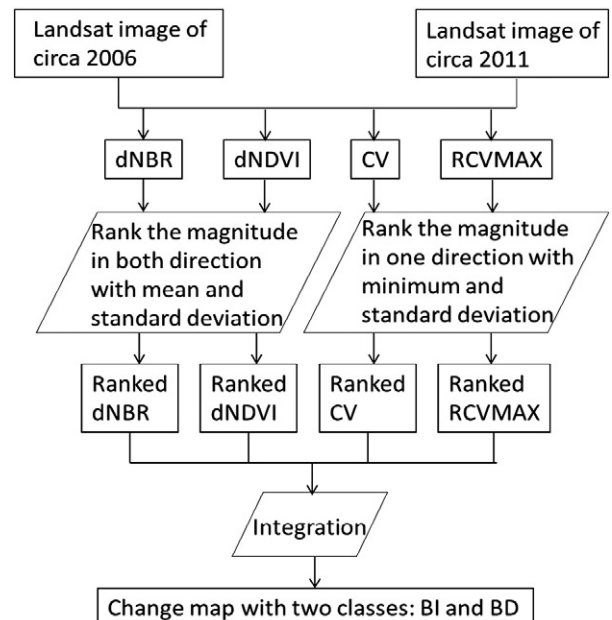 Landsat image of
circa 2006
Landsat image of
circa 2011
dNBR
dNDVI
CV
RCVMAX
Rank the magnitude
in both direction
with mean and
standard deviation
Rank the magnitude
in one direction with
minimum and
standard deviation
Ranked
dNBR
Ranked
dNDVI
Ranked
CV
Ranked
RCVMAX
Integration
Change map with two classes: BI and BD